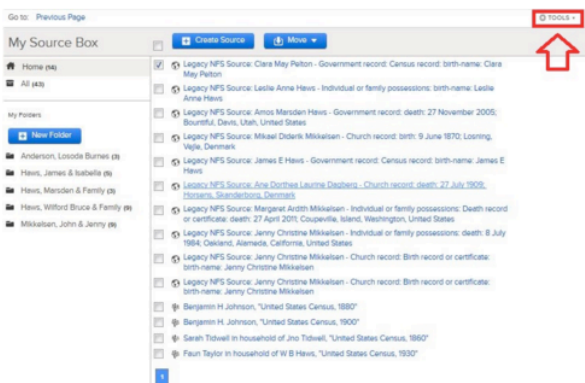 Go to: Previous Page
TOOLS
My Source Box
Create Source
Move
Home (14)
All (43)
My Folders
New Folder
Anderson, Losoda Burnes (3)
Haws, James & Isabella (5)
Haws, Marsden & Family (3)
Haws, Wilford Bruce & Family (9)
Mikkelsen, John & Jenny (9)
Legacy NFS Source: Clara May Pelton - Government record: Census record: birth-name: Clara
May Pelton
Legacy NFS Source: Leslie Anne Haws - Individual or family possessions: birth-name: Leslie
Anne Haws
Legacy NFS Source: Amos Marsden Haws - Government record: death: 27 November 2005;
Bountiful, Davis, Utah, United States
Legacy NFS Source: Mikael Diderik Mikkelsen - Church record: birth: 9 June 1870; Losning,
Vejle, Denmark
Legacy NFS Source: James E Haws - Government record: Census record: birth-name: James E
Haws
Legacy NFS Source: Ane Dorthea Laurine Dagberg - Church record: death: 27 July 1909;
Horsens, Skanderborg, Denmark
Legacy NFS Source: Margaret Ardith Mikkelsen - Individual or family possessions: Death record
or certificate: death: 27 April 2011; Coupeville, Island, Washington, United States
Legacy NFS Source: Jenny Christine Mikkelsen - Individual or family possessions: death: 8 July
1984; Oakland, Alameda, California, United States
Legacy NFS Source: Jenny Christine Mikkelsen - Church record: Birth record or certificate:
birth-name: Jenny Christine Mikkelsen
Legacy NFS Source: Jenny Christine Mikkelsen - Church record: Birth record or certificate:
birth-name: Jenny Christine Mikkelsen
Benjamin H Johnson, "United States Census, 1880"
Benjamin H. Johnson, "United States Census, 1900"
Sarah Tidwell in household of Jno Tidwell, "United States Census, 1860"
Faun Taylor in household of W B Haws, "United States Census, 1930"
1